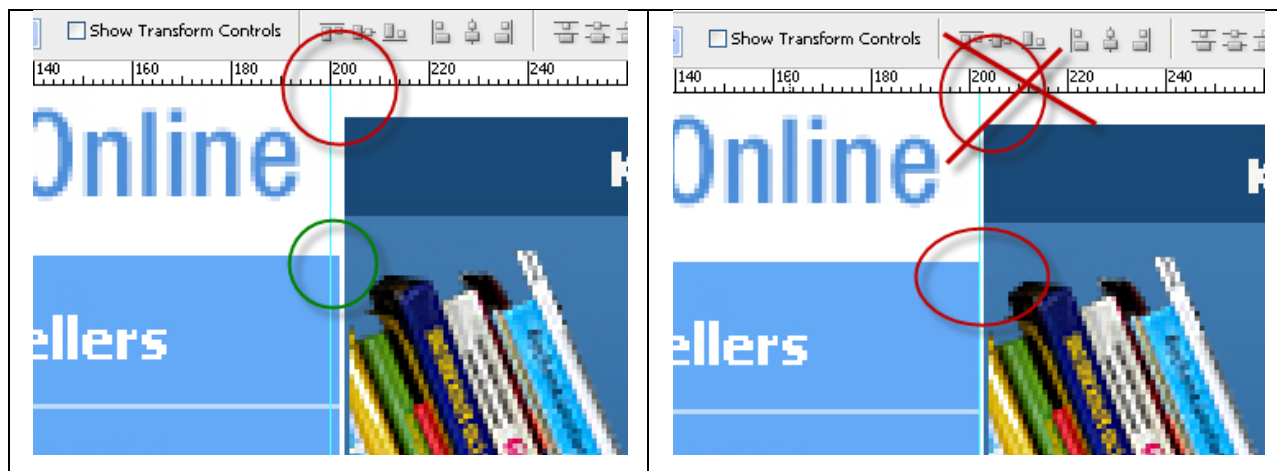 Show Transform Controls
140 160 180 200 220 240
Online
ellers
Show Transform Controls
140 160 180 200 220 240
Online
ellers